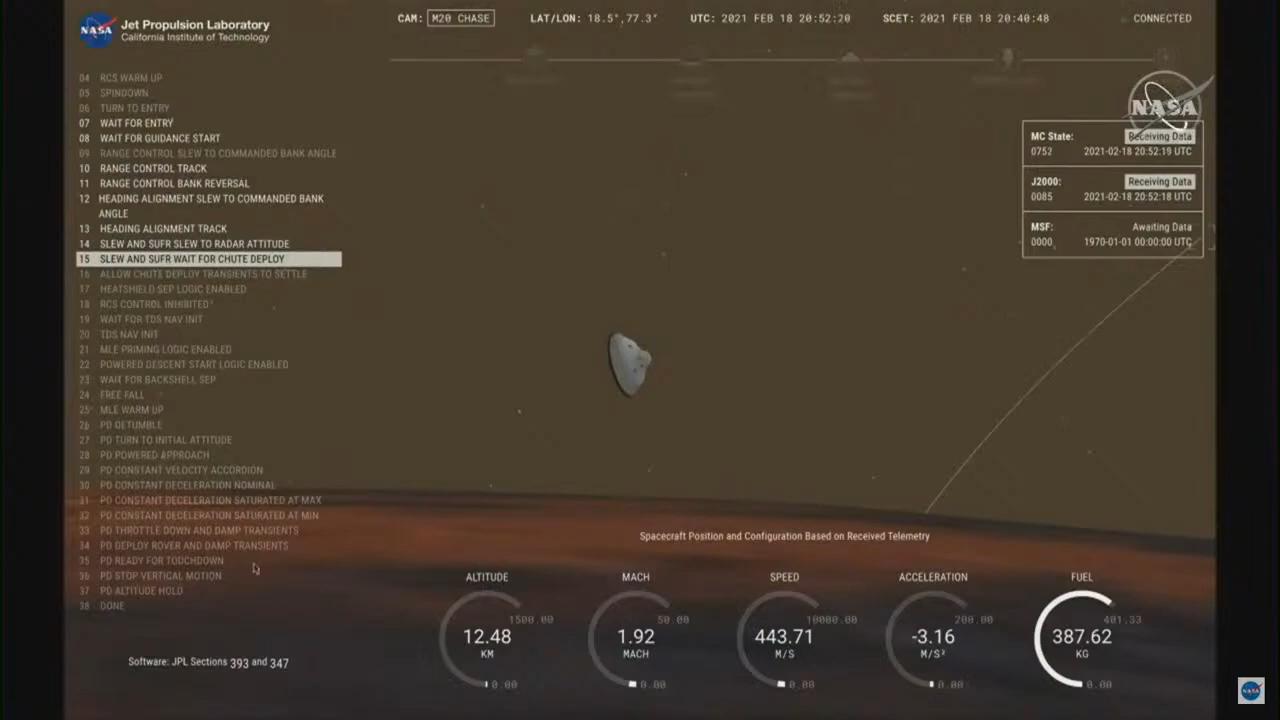 NASA
Jet Propulsion Laboratory
California Institute of Technology
CAM: M20 CHASE
LAT/LON: 18.5°,77.3°
UTC: 2021 FEB 18 20:52:20
SCET: 2021 FEB 18 20:40:48
CONNECTED
NASA
04 RCS WARM UP
05 SPINDOWN
06 TURN TO ENTRY
07 WAIT FOR ENTRY
08 WAIT FOR GUIDANCE START
09 RANGE CONTROL SLEW TO COMMANDED BANK ANGLE
10 RANGE CONTROL TRACK
11 RANGE CONTROL BANK REVERSAL
12 HEADING ALIGNMENT SLEW TO COMMANDED BANK
ANGLE
13 HEADING ALIGNMENT TRACK
14 SLEW AND SUFR SLEW TO RADAR ATTITUDE
15 SLEW AND SUFR WAIT FOR CHUTE DEPLOY
16 ALLOW CHUTE DEPLOY TRANSIENTS TO SETTLE
17 HEATSHIELD SEP LOGIC ENABLED
18 RCS CONTROL INHIBITED
19 WAIT FOR TDS NAV INIT
20 TDS NAV INIT
21 MLE PRIMING LOGIC ENABLED
22 POWERED DESCENT START LOGIC ENABLED
23 WAIT FOR BACKSHELL SEP
24 FREE FALL
25 MLE WARM UP
26 PD DETUMBLE
27 PD TURN TO INITIAL ATTITUDE
28 PD POWERED APPROACH
29 PD CONSTANT VELOCITY ACCORDION
30 PD CONSTANT DECELERATION NOMINAL
31 PD CONSTANT DECELERATION SATURATED AT MAX
32 PD CONSTANT DECELERATION SATURATED AT MIN
33 PD THROTTLE DOWN AND DAMP TRANSIENTS
34 PD DEPLOY ROVER AND DAMP TRANSIENTS
35 PD READY FOR TOUCHDOWN
36 PD STOP VERTICAL MOTION
37 PD ALTITUDE HOLD
38 DONE
Software: JPL Sections 393 and 347
MC State: Receiving Data
0752 2021-02-18 20:52:19 UTC
J2000: Receiving Data
0085 2021-02-18 20:52:18 UTC
MSF: Awaiting Data
0000 1970-01-01 00:00:00 UTC
Spacecraft Position and Configuration Based on Received Telemetry
ALTITUDE
1500.00
12.48
KM
0.00
MACH
50.00
1.92
MACH
0.00
SPEED
10000.00
443.71
M/S
0.00
ACCELERATION
200.00
-3.16
M/S²
0.00
FUEL
401.33
387.62
KG
0.00
NASA